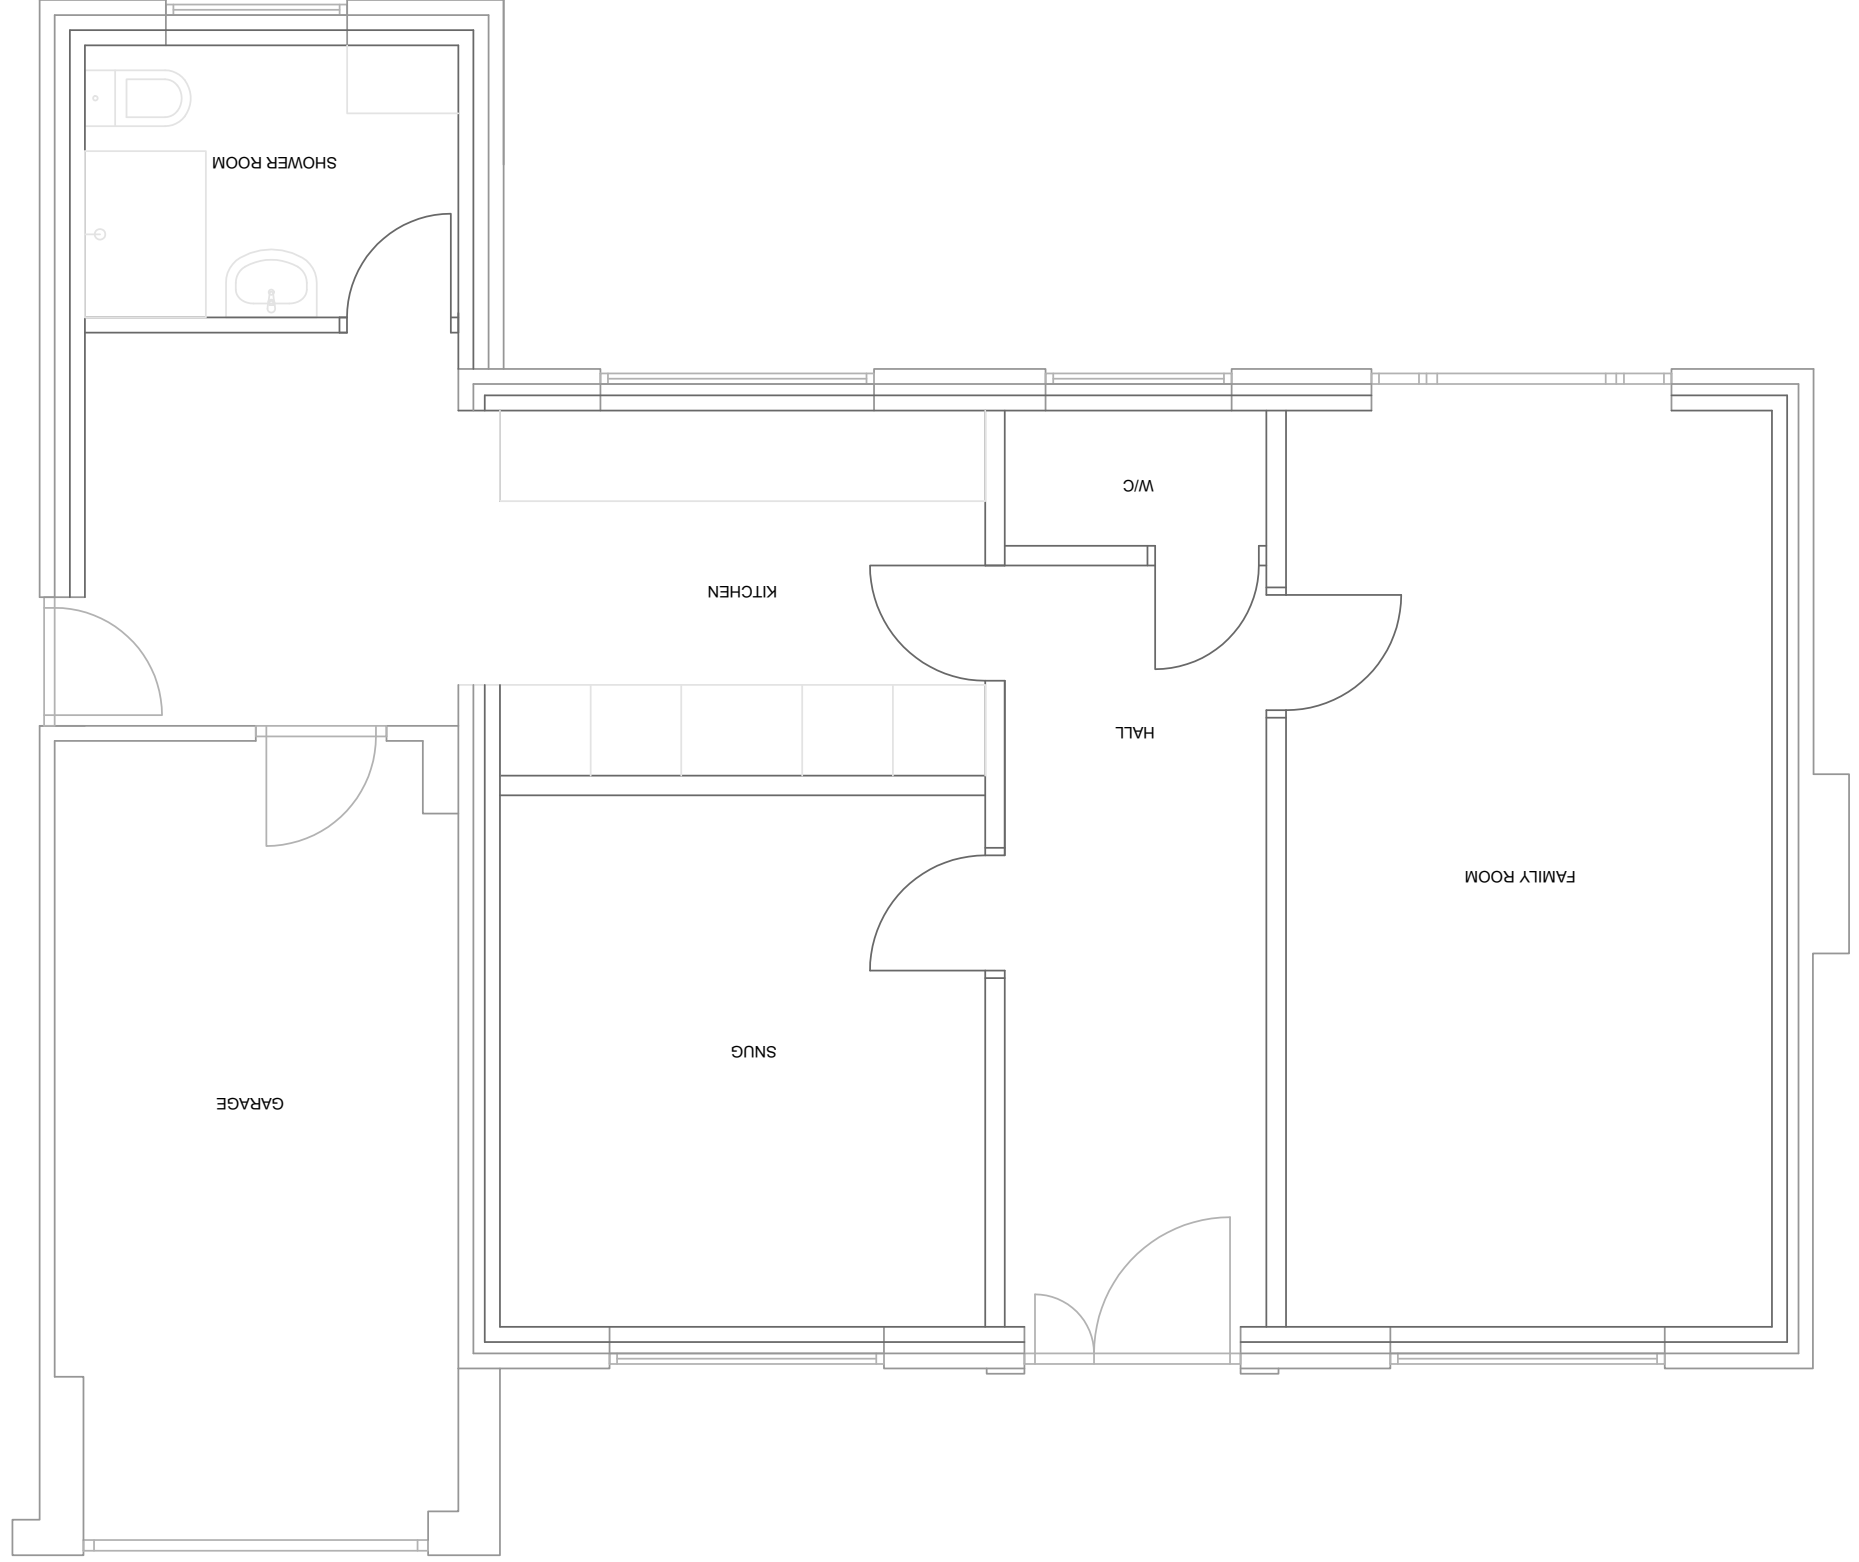 SHOWER ROOM
W/C
KITCHEN
HALL
FAMILY ROOM
SNUG
GARAGE